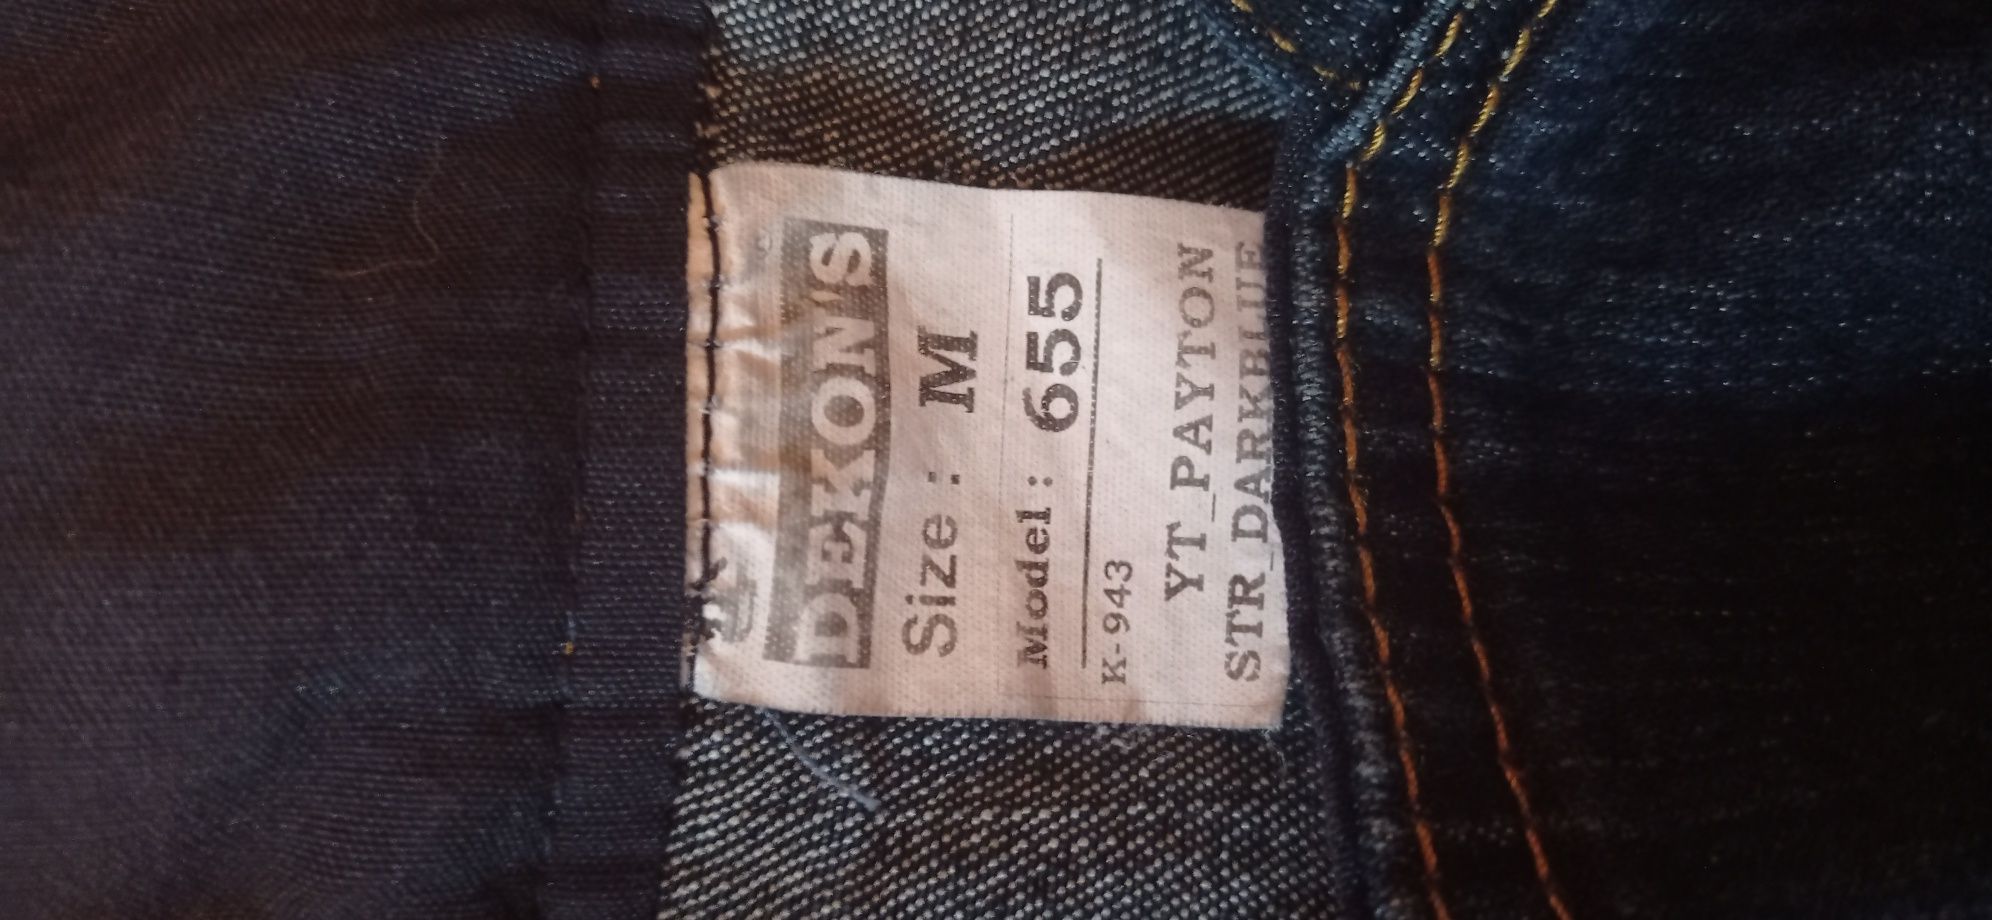 DEKON'S
Size : M
Model : 655
K-943
YT_PAYTON
STR_DARKBLUE